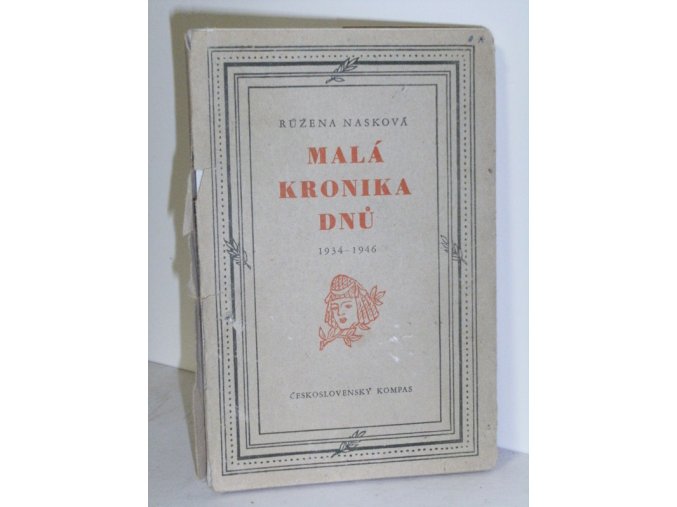 RŮŽENA NASKOVÁ
MALÁ
KRONIKA
DNŮ
1934-1946
ČESKOSLOVENSKÝ KOMPAS